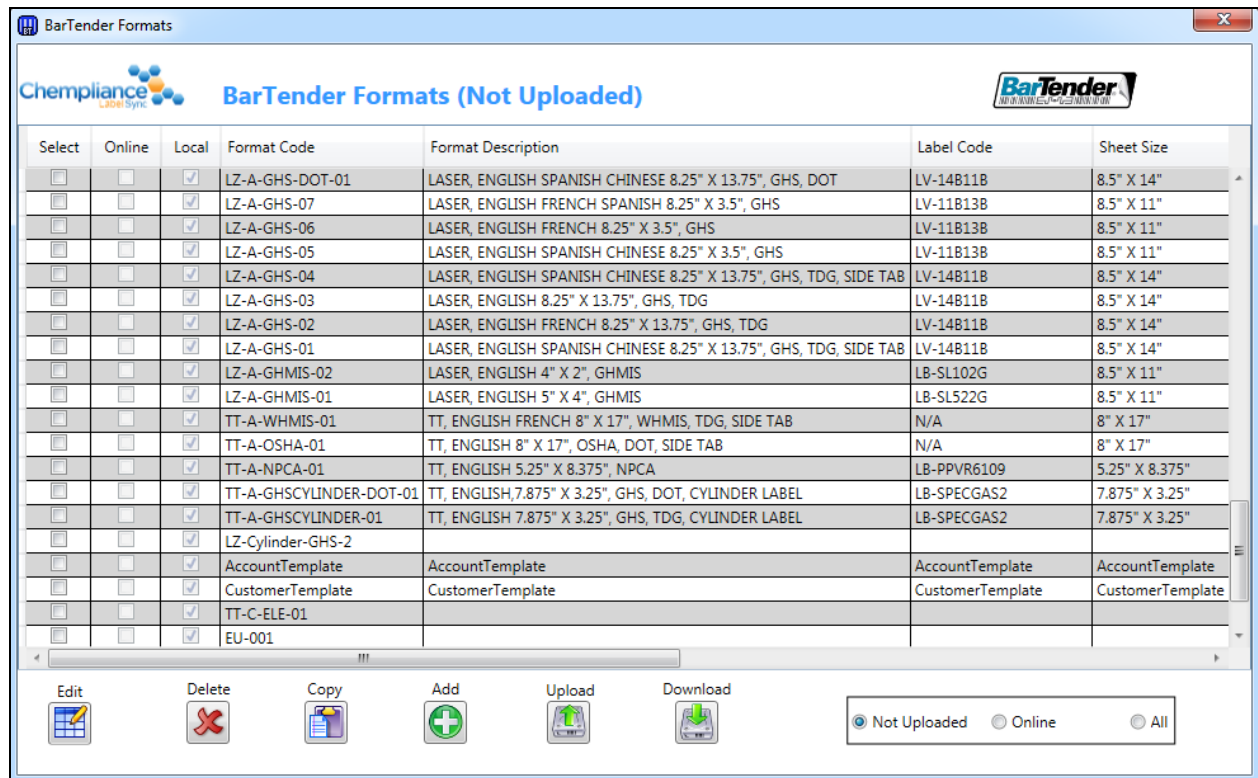 BarTender Formats
Chempliance
Label Sync
BarTender Formats (Not Uploaded)
BarTender
Select Online Local Format Code Format Description Label Code Sheet Size
LZ-A-GHS-DOT-01 LASER, ENGLISH SPANISH CHINESE 8.25" X 13.75", GHS, DOT LV-14B11B 8.5" X 14"
LZ-A-GHS-07 LASER, ENGLISH FRENCH SPANISH 8.25" X 3.5", GHS LV-11B13B 8.5" X 11"
LZ-A-GHS-06 LASER, ENGLISH FRENCH 8.25" X 3.5", GHS LV-11B13B 8.5" X 11"
LZ-A-GHS-05 LASER, ENGLISH SPANISH CHINESE 8.25" X 3.5", GHS LV-11B13B 8.5" X 11"
LZ-A-GHS-04 LASER, ENGLISH SPANISH CHINESE 8.25" X 13.75", GHS, TDG, SIDE TAB LV-14B11B 8.5" X 14"
LZ-A-GHS-03 LASER, ENGLISH 8.25" X 13.75", GHS, TDG LV-14B11B 8.5" X 14"
LZ-A-GHS-02 LASER, ENGLISH FRENCH 8.25" X 13.75", GHS, TDG LV-14B11B 8.5" X 14"
LZ-A-GHS-01 LASER, ENGLISH SPANISH CHINESE 8.25" X 13.75", GHS, TDG, SIDE TAB LV-14B11B 8.5" X 14"
LZ-A-GHMIS-02 LASER, ENGLISH 4" X 2", GHMIS LB-SL102G 8.5" X 11"
LZ-A-GHMIS-01 LASER, ENGLISH 5" X 4", GHMIS LB-SL522G 8.5" X 11"
TT-A-WHMIS-01 TT, ENGLISH FRENCH 8" X 17", WHMIS, TDG, SIDE TAB N/A 8" X 17"
TT-A-OSHA-01 TT, ENGLISH 8" X 17", OSHA, DOT, SIDE TAB N/A 8" X 17"
TT-A-NPCA-01 TT, ENGLISH 5.25" X 8.375", NPCA LB-PPVR6109 5.25" X 8.375"
TT-A-GHSCYLINDER-DOT-01 TT, ENGLISH,7.875" X 3.25", GHS, DOT, CYLINDER LABEL LB-SPECGAS2 7.875" X 3.25"
TT-A-GHSCYLINDER-01 TT, ENGLISH 7.875" X 3.25", GHS, TDG, CYLINDER LABEL LB-SPECGAS2 7.875" X 3.25"
LZ-Cylinder-GHS-2
AccountTemplate AccountTemplate AccountTemplate AccountTemplate
CustomerTemplate CustomerTemplate CustomerTemplate CustomerTemplate
TT-C-ELE-01
EU-001
Edit Delete Copy Add Upload Download
Not Uploaded Online All